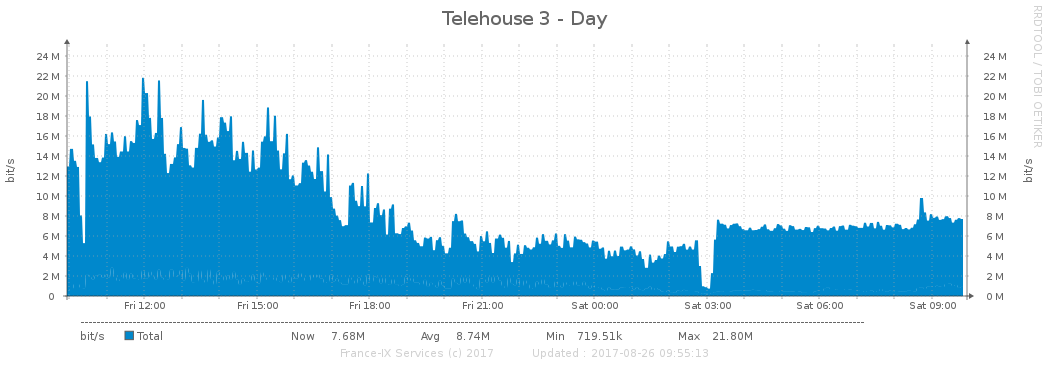 Telehouse 3 - Day
RRDTOOL / TOBI OETIKER
bit/s
24 M 24 M
22 M 22 M
20 M 20 M
18 M 18 M
16 M 16 M
14 M 14 M
12 M 12 M
10 M 10 M
8 M 8 M
6 M 6 M
4 M 4 M
2 M 2 M
0 0 M
bit/s
Fri 12:00 Fri 15:00 Fri 18:00 Fri 21:00 Sat 00:00 Sat 03:00 Sat 06:00 Sat 09:00
bit/s Total Now 7.68M Avg 8.74M Min 719.51k Max 21.80M
France-IX Services (c) 2017 Updated : 2017-08-26 09:55:13